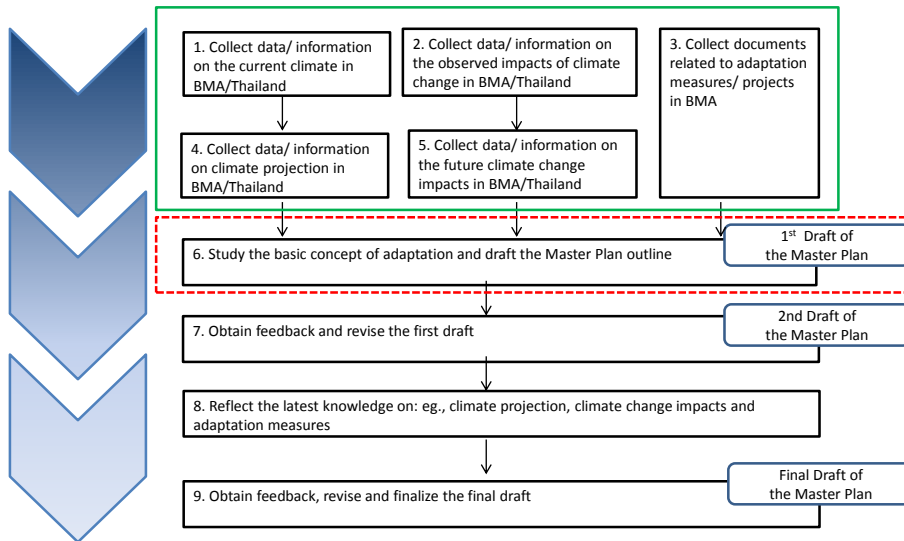 1. Collect data/ information
on the current climate in
BMA/Thailand
2. Collect data/ information on
the observed impacts of climate
change in BMA/Thailand
3. Collect documents
related to adaptation
measures/ projects
in BMA
4. Collect data/ information
on climate projection in
BMA/Thailand
5. Collect data/ information on
the future climate change
impacts in BMA/Thailand
6. Study the basic concept of adaptation and draft the Master Plan outline
1st Draft of
the Master Plan
7. Obtain feedback and revise the first draft
2nd Draft of
the Master Plan
8. Reflect the latest knowledge on: eg., climate projection, climate change impacts and
adaptation measures
9. Obtain feedback, revise and finalize the final draft
Final Draft of
the Master Plan